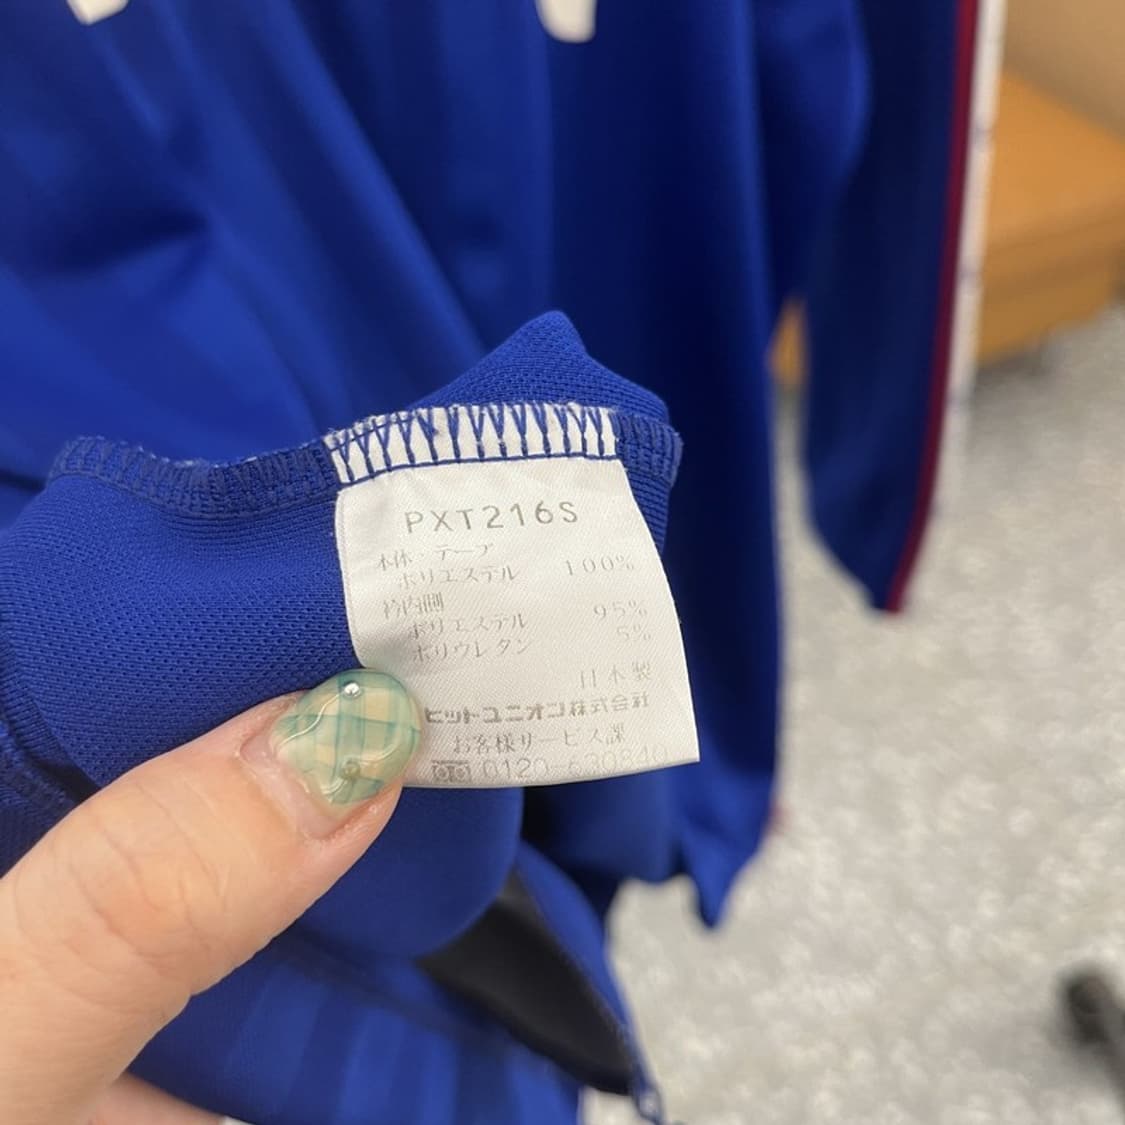 PXT216S
本体・テープ
ポリエステル 100%
衿内側
ポリエステル 95%
ポリウレタン 5%
日本製
ヒットユニオン株式会社
お客様サービス課
0120-630840